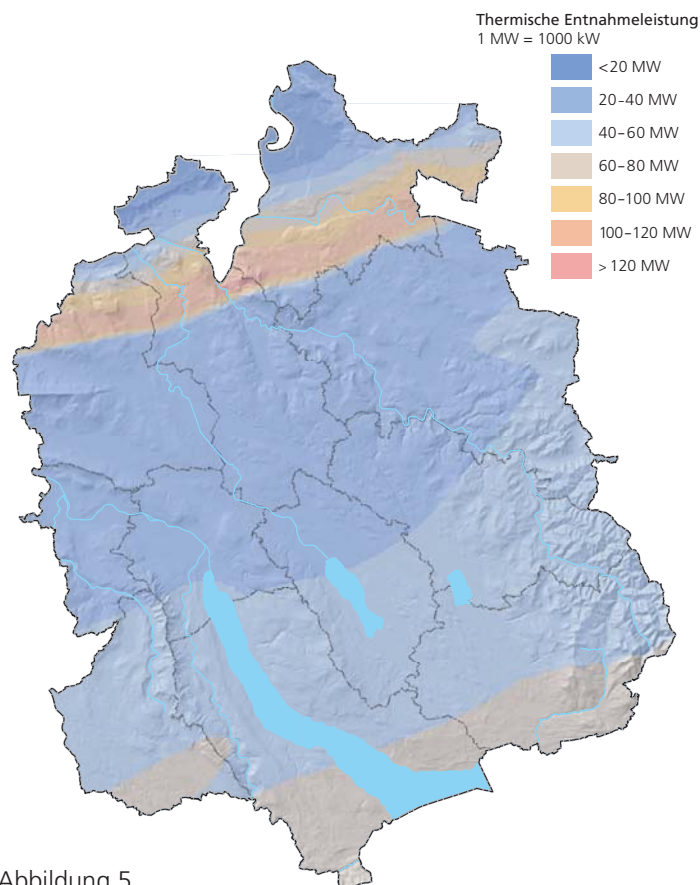 Thermische Entnahmeleistung
1 MW = 1000 kW
<20 MW
20–40 MW
40–60 MW
60–80 MW
80–100 MW
100–120 MW
> 120 MW
Abbildung 5